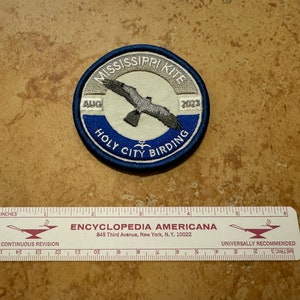 MISSISSIPPI KITE
AUG 2023
HOLY CITY BIRDING
INCHES
ENCYCLOPEDIA AMERICANA
845 Third Avenue, New York, N.Y. 10022
CONTINUOUS REVISION
UNIVERSALLY RECOMMENDED